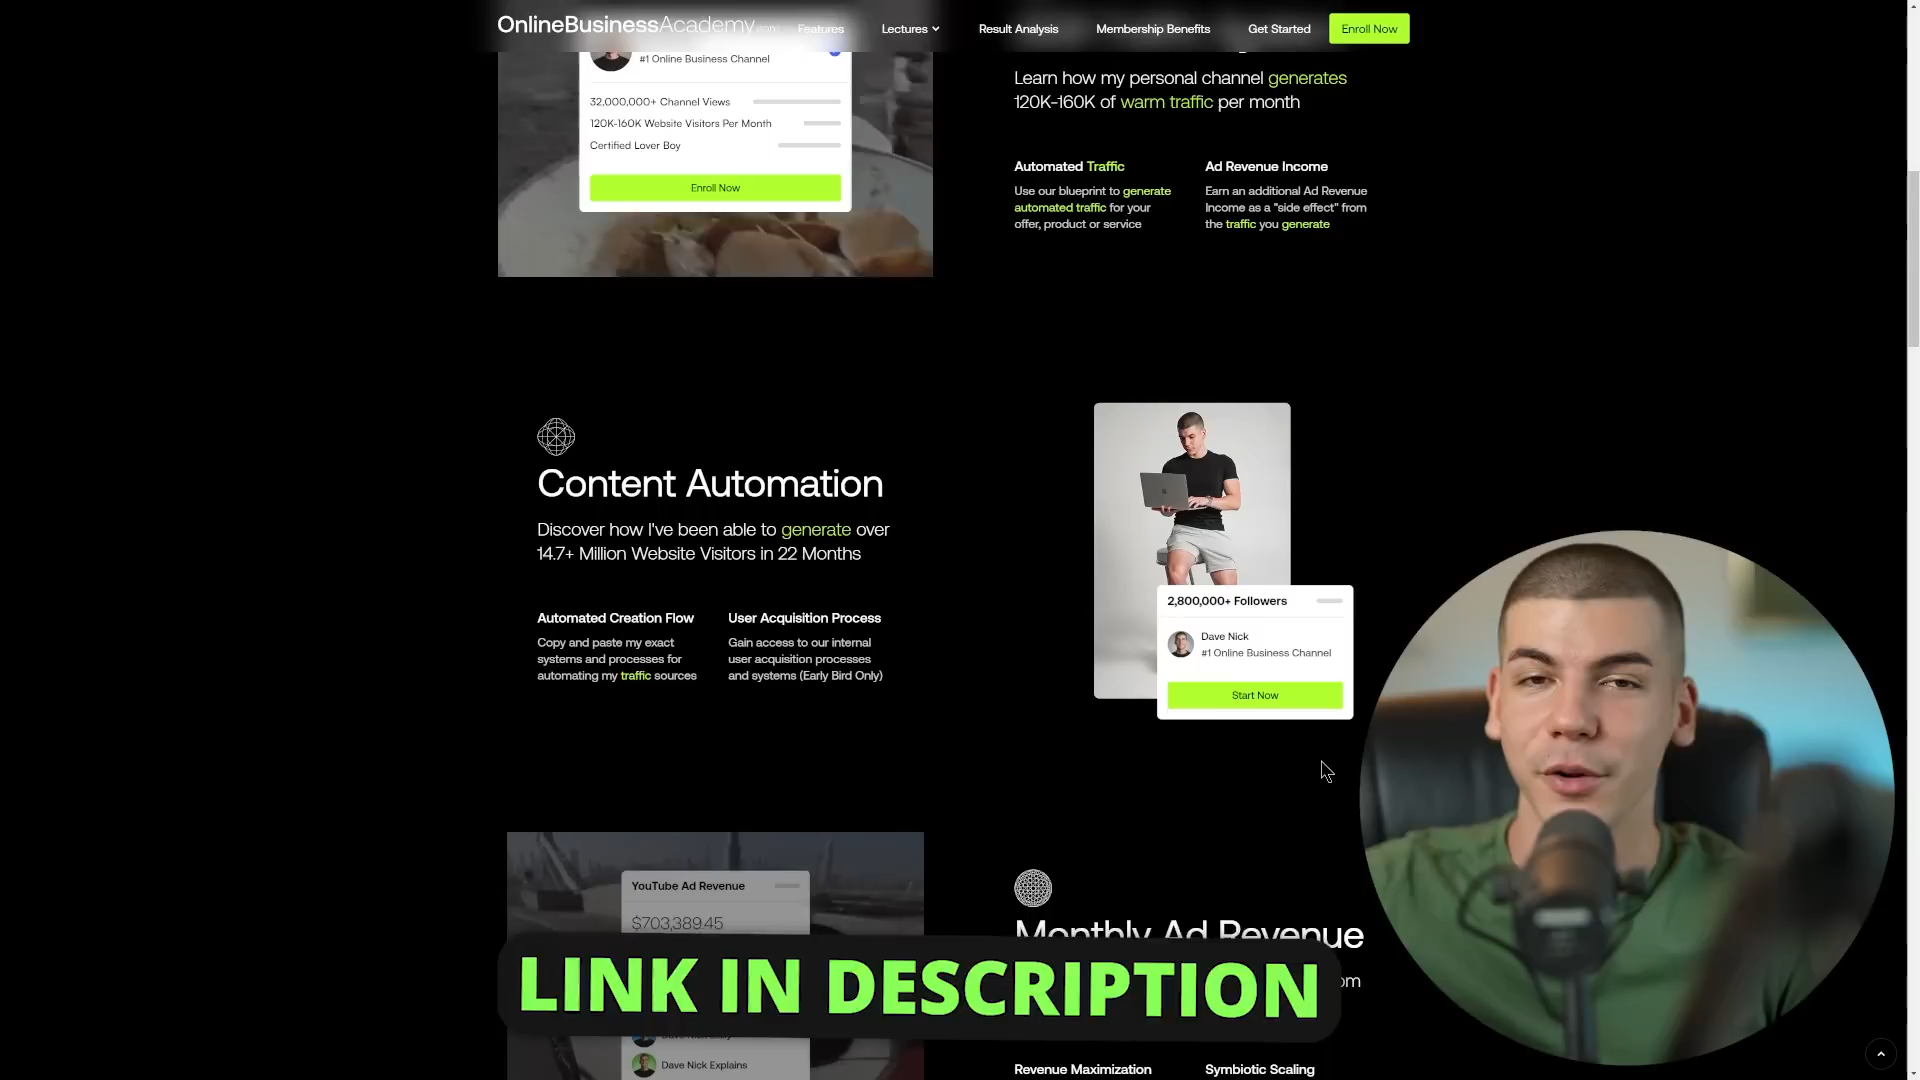 OnlineBusinessAcademy.com
Features
Lectures
Result Analysis
Membership Benefits
Get Started
Enroll Now
#1 Online Business Channel
32,000,000+ Channel Views
120K-160K Website Visitors Per Month
Certified Lover Boy
Enroll Now
Learn how my personal channel generates
120K-160K of warm traffic per month
Automated Traffic
Use our blueprint to generate
automated traffic for your
offer, product or service
Ad Revenue Income
Earn an additional Ad Revenue
Income as a "side effect" from
the traffic you generate
Content Automation
Discover how I've been able to generate over
14.7+ Million Website Visitors in 22 Months
Automated Creation Flow
Copy and paste my exact
systems and processes for
automating my traffic sources
User Acquisition Process
Gain access to our internal
user acquisition processes
and systems (Early Bird Only)
2,800,000+ Followers
Dave Nick
#1 Online Business Channel
Start Now
YouTube Ad Revenue
$703,389.45
Dave Nick Explains
Monthly Ad Revenue
LINK IN DESCRIPTION
Revenue Maximization
Symbiotic Scaling